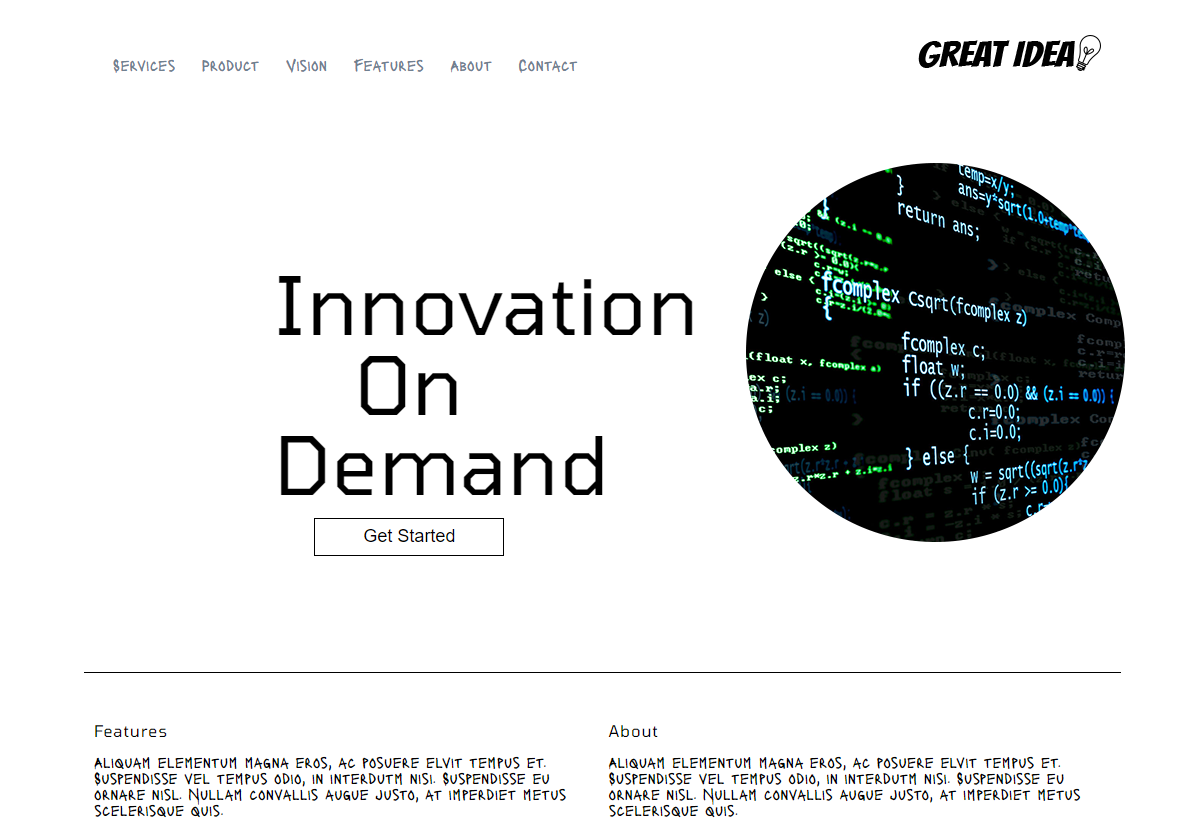 Services Product Vision Features About Contact
GREAT IDEA
Innovation
On
Demand
Get Started
temp=x/y;
}
ans=y*sqrt(1.0+temp*te
return ans;
fcomplex Csqrt(fcomplex z)
{
fcomplex c;
float w;
if ((z.r == 0.0) && (z.i == 0.0)) {
c.r=0.0;
c.i=0.0;
} else {
w = sqrt((sqrt(z.r*z
if (z.r >= 0.0){
Features
Aliquam elementum magna eros, ac posuere elvit tempus et.
Suspendisse vel tempus odio, in interdutm nisi. Suspendisse eu
ornare nisl. Nullam convallis augue justo, at imperdiet metus
scelerisque quis.
About
Aliquam elementum magna eros, ac posuere elvit tempus et.
Suspendisse vel tempus odio, in interdutm nisi. Suspendisse eu
ornare nisl. Nullam convallis augue justo, at imperdiet metus
scelerisque quis.